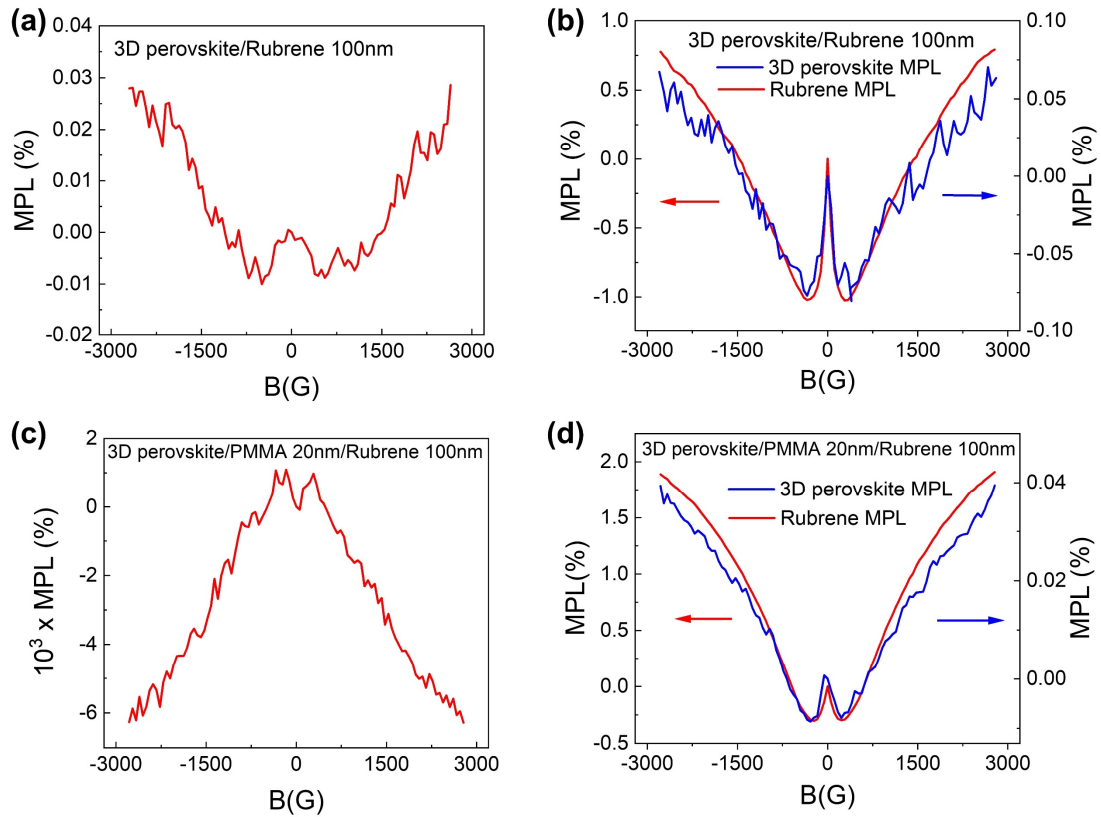 (a)
3D perovskite/Rubrene 100nm
MPL (%)
0.04
0.03
0.02
0.01
0.00
-0.01
-0.02
-3000
-1500
0
1500
3000
B(G)
(b)
3D perovskite/Rubrene 100nm
3D perovskite MPL
Rubrene MPL
MPL (%)
1.0
0.5
0.0
-0.5
-1.0
0.10
0.05
0.00
-0.05
-0.10
MPL (%)
-3000
-1500
0
1500
3000
B(G)
(c)
3D perovskite/PMMA 20nm/Rubrene 100nm
10³ x MPL (%)
2
0
-2
-4
-6
-3000
-1500
0
1500
3000
B(G)
(d)
3D perovskite/PMMA 20nm/Rubrene 100nm
3D perovskite MPL
Rubrene MPL
MPL(%)
2.0
1.5
1.0
0.5
0.0
-0.5
0.04
0.02
0.00
MPL (%)
-3000
-1500
0
1500
3000
B(G)